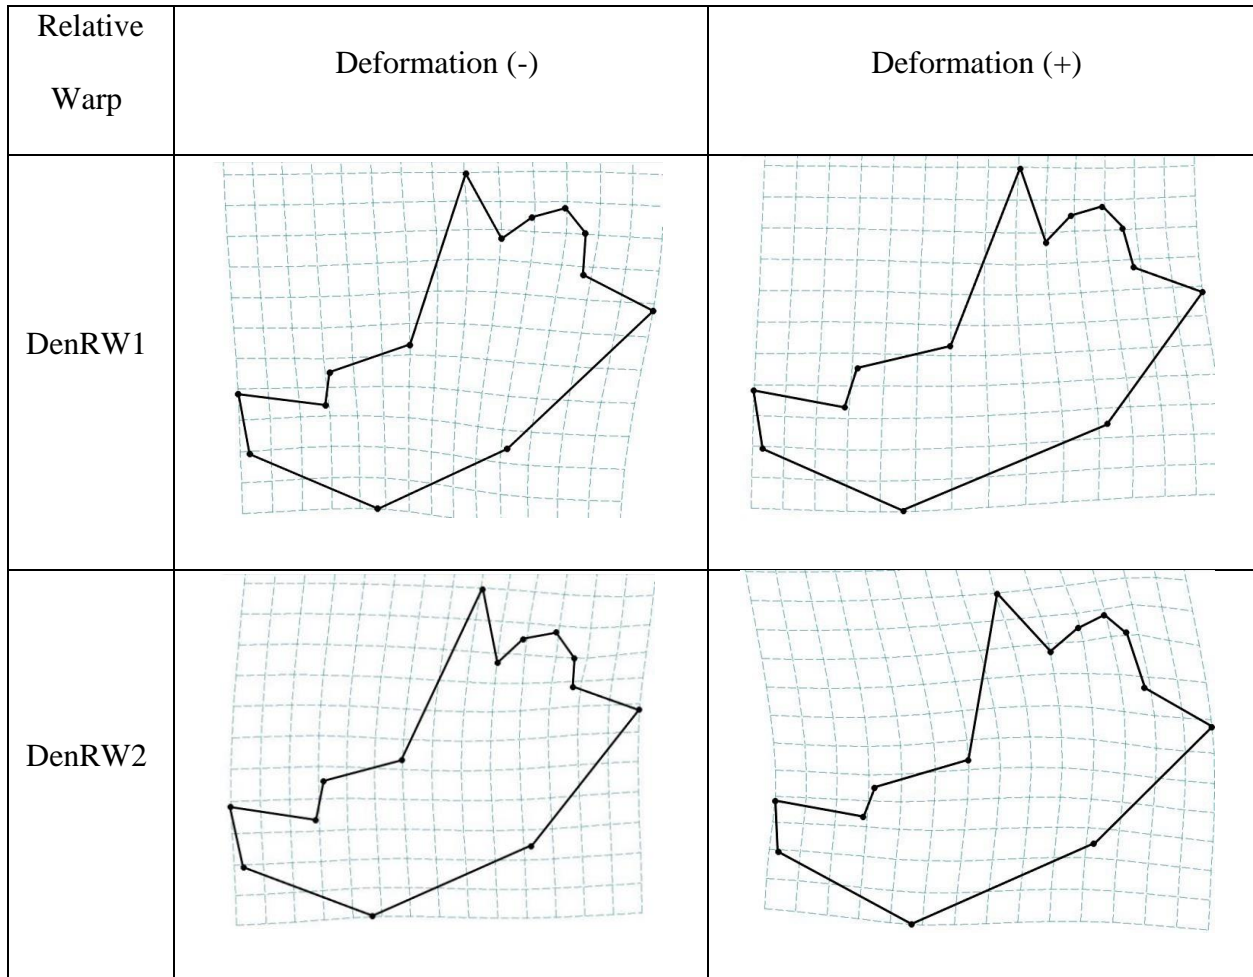 Relative
Warp
Deformation (-)
Deformation (+)
DenRW1
DenRW2